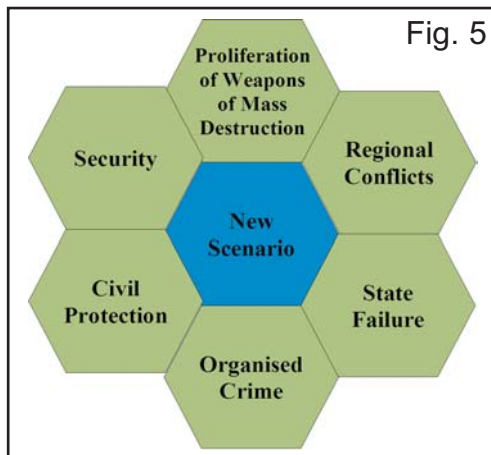 Fig. 5
Proliferation
of Weapons
of Mass
Destruction
Security
Regional
Conflicts
New
Scenario
Civil
Protection
State
Failure
Organised
Crime